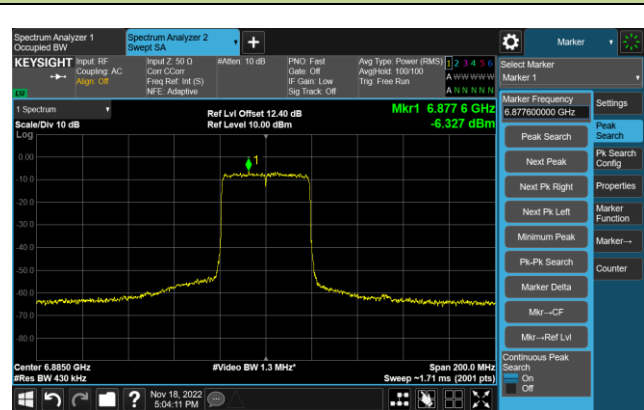 Spectrum Analyzer 1
Occupied BW
Spectrum Analyzer 2
Swept SA
KEYSIGHT
Input: RF
Coupling: AC
Align: Off
Input Z: 50 Ω
Corr CCorr
Freq Ref: Int (S)
NFE: Adaptive
#Atten: 10 dB
PNO: Fast
Gate: Off
IF Gain: Low
Sig Track: Off
Avg Type: Power (RMS)
Avg|Hold: 100/100
Trig: Free Run
1 2 3 4 5 6
A W W W W W
A N N N N N
LXI
1 Spectrum
Scale/Div 10 dB
Log
Ref Lvl Offset 12.40 dB
Ref Level 10.00 dBm
Mkr1 6.877 6 GHz
-6.327 dBm
1
0.00
-10.0
-20.0
-30.0
-40.0
-50.0
-60.0
-70.0
-80.0
Center 6.8850 GHz
#Res BW 430 kHz
#Video BW 1.3 MHz*
Span 200.0 MHz
Sweep ~1.71 ms (2001 pts)
Nov 18, 2022
5:04:11 PM
Marker
Select Marker
Marker 1
Marker Frequency
6.877600000 GHz
Peak Search
Next Peak
Next Pk Right
Next Pk Left
Minimum Peak
Pk-Pk Search
Marker Delta
Mkr→CF
Mkr→Ref Lvl
Continuous Peak
Search
On
Off
Settings
Peak
Search
Pk Search
Config
Properties
Marker
Function
Marker→
Counter